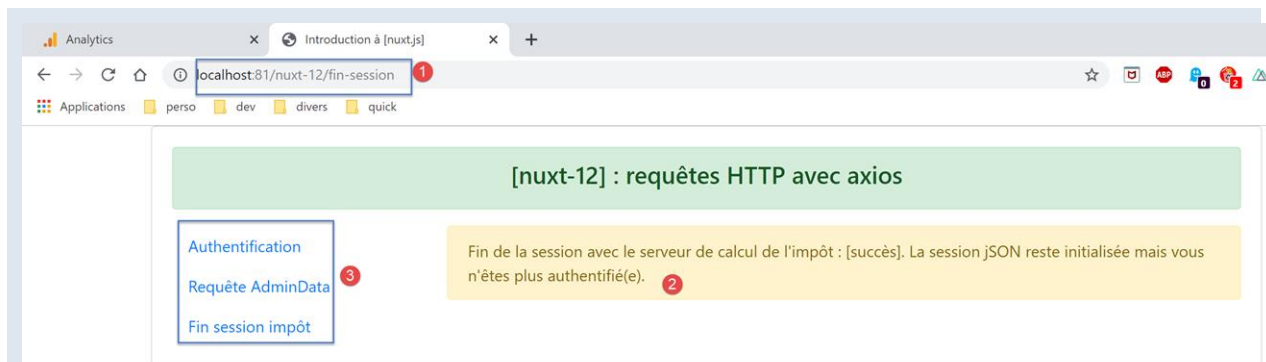 Analytics
Introduction à [nuxt.js]
localhost:81/nuxt-12/fin-session
1
ABP
0
2
Applications
perso
dev
divers
quick
[nuxt-12] : requêtes HTTP avec axios
Authentification
Requête AdminData
3
Fin session impôt
Fin de la session avec le serveur de calcul de l'impôt : [succès]. La session jSON reste initialisée mais vous
n'êtes plus authentifié(e).
2